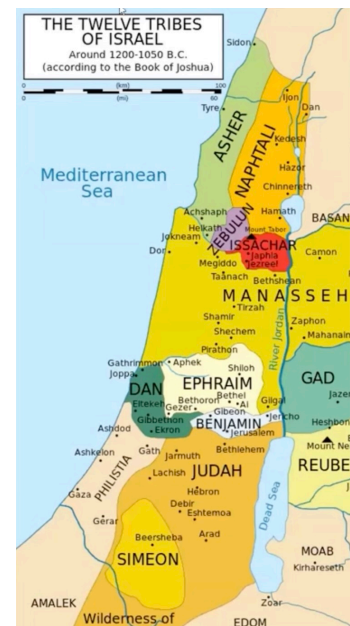 THE TWELVE TRIBES
OF ISRAEL
Around 1200-1050 B.C.
(according to the Book of Joshua)
(km)
0 100
0 60
(mi)
Sidon
Ijon
Tyre
Dan
ASHER
NAPHTALI
Kedesh
Hazor
Mediterranean
Sea
Chinnereth
Achshaph
Hamath
BASAN
Helkath
ZEBULUN
Mount Tabor
Jokneam
ISSACHAR
Dor
Japhia
Camon
Megiddo
Jezreel
Taanach
Bethshean
MANASSEH
Tirzah
Shamir
Zaphon
Shechem
Mahanain
River Jordan
Pirathon
Gathrimmon
Aphek
Joppa
Shiloh
GAD
DAN
EPHRAIM
Eltekeh
Bethel
Jazer
Bethoron
Ai
Gilgal
Gezer
Gibeon
Gibbethon
Jericho
BENJAMIN
Heshbon
Ashdod
Ekron
Jerusalem
Mount Ne
Gath
Jarmuth
Bethlehem
Ashkelon
REUBE
PHILISTIA
Lachish
JUDAH
Gaza
Hebron
Debir
Dead Sea
Eshtemoa
Gerar
Arad
Beersheba
MOAB
SIMEON
Kirhareseth
AMALEK
Zoar
Wilderness of
EDOM